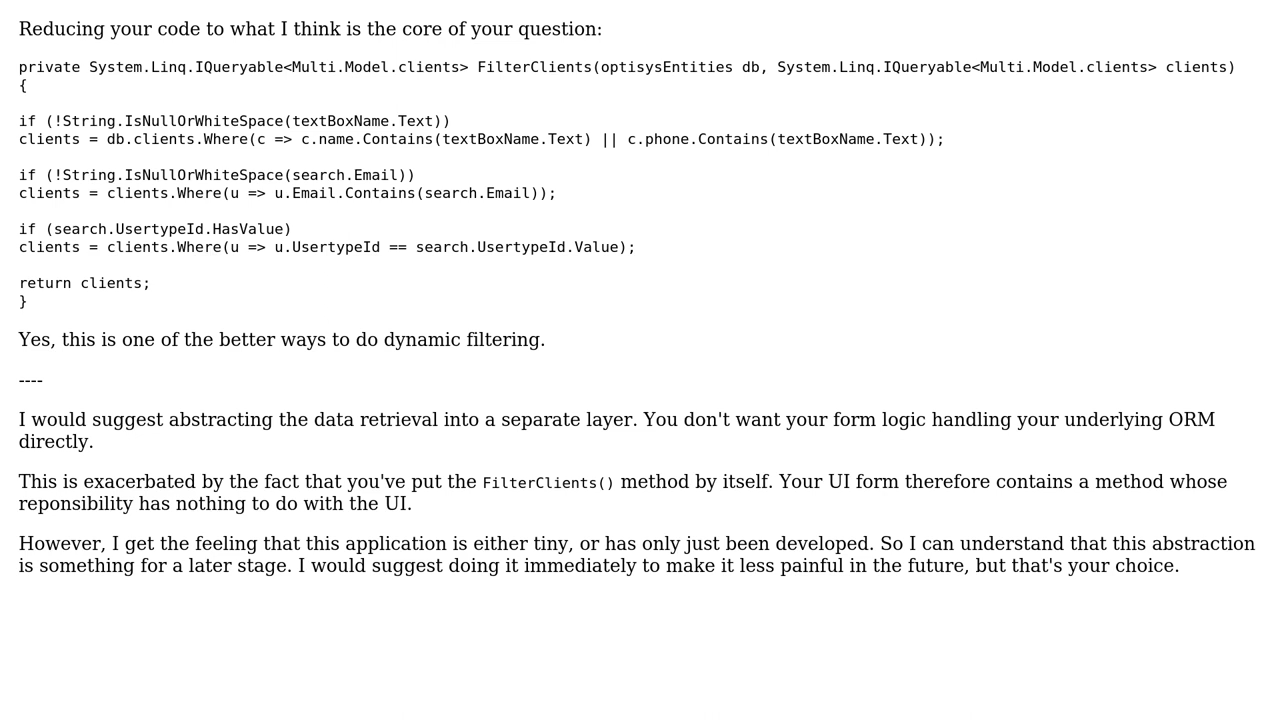 Reducing your code to what I think is the core of your question:
private System.Linq.IQueryable<Multi.Model.clients> FilterClients(optisysEntities db, System.Linq.IQueryable<Multi.Model.clients> clients)
{
if (!String.IsNullOrWhiteSpace(textBoxName.Text))
clients = db.clients.Where(c => c.name.Contains(textBoxName.Text) || c.phone.Contains(textBoxName.Text));
if (!String.IsNullOrWhiteSpace(search.Email))
clients = clients.Where(u => u.Email.Contains(search.Email));
if (search.UsertypeId.HasValue)
clients = clients.Where(u => u.UsertypeId == search.UsertypeId.Value);
return clients;
}
Yes, this is one of the better ways to do dynamic filtering.
----
I would suggest abstracting the data retrieval into a separate layer. You don't want your form logic handling your underlying ORM
directly.
This is exacerbated by the fact that you've put the FilterClients() method by itself. Your UI form therefore contains a method whose
reponsibility has nothing to do with the UI.
However, I get the feeling that this application is either tiny, or has only just been developed. So I can understand that this abstraction
is something for a later stage. I would suggest doing it immediately to make it less painful in the future, but that's your choice.